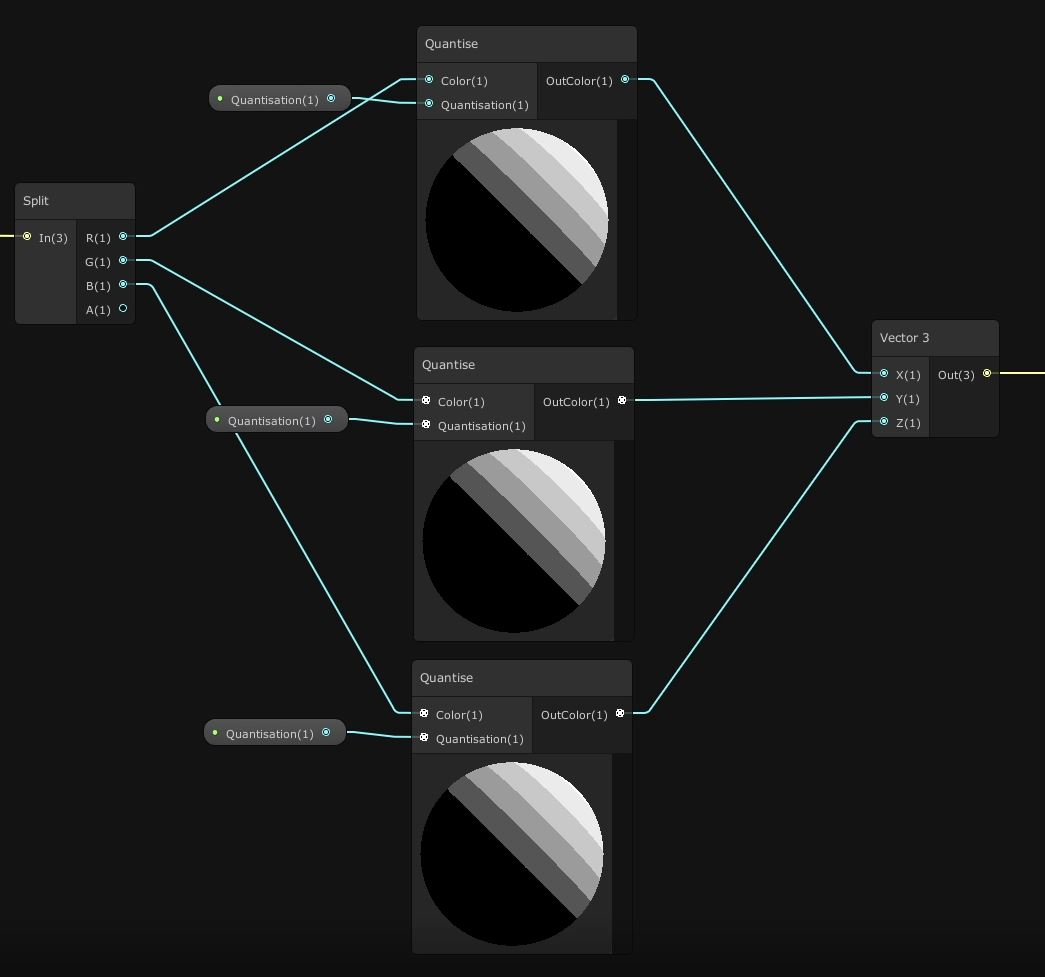 Quantise
Color(1)
OutColor(1)
Quantisation(1)
Quantisation(1)
Split
In(3)
R(1)
G(1)
B(1)
A(1)
Vector 3
X(1)
Out(3)
Y(1)
Z(1)
Quantise
Color(1)
OutColor(1)
Quantisation(1)
Quantisation(1)
Quantise
Color(1)
OutColor(1)
Quantisation(1)
Quantisation(1)